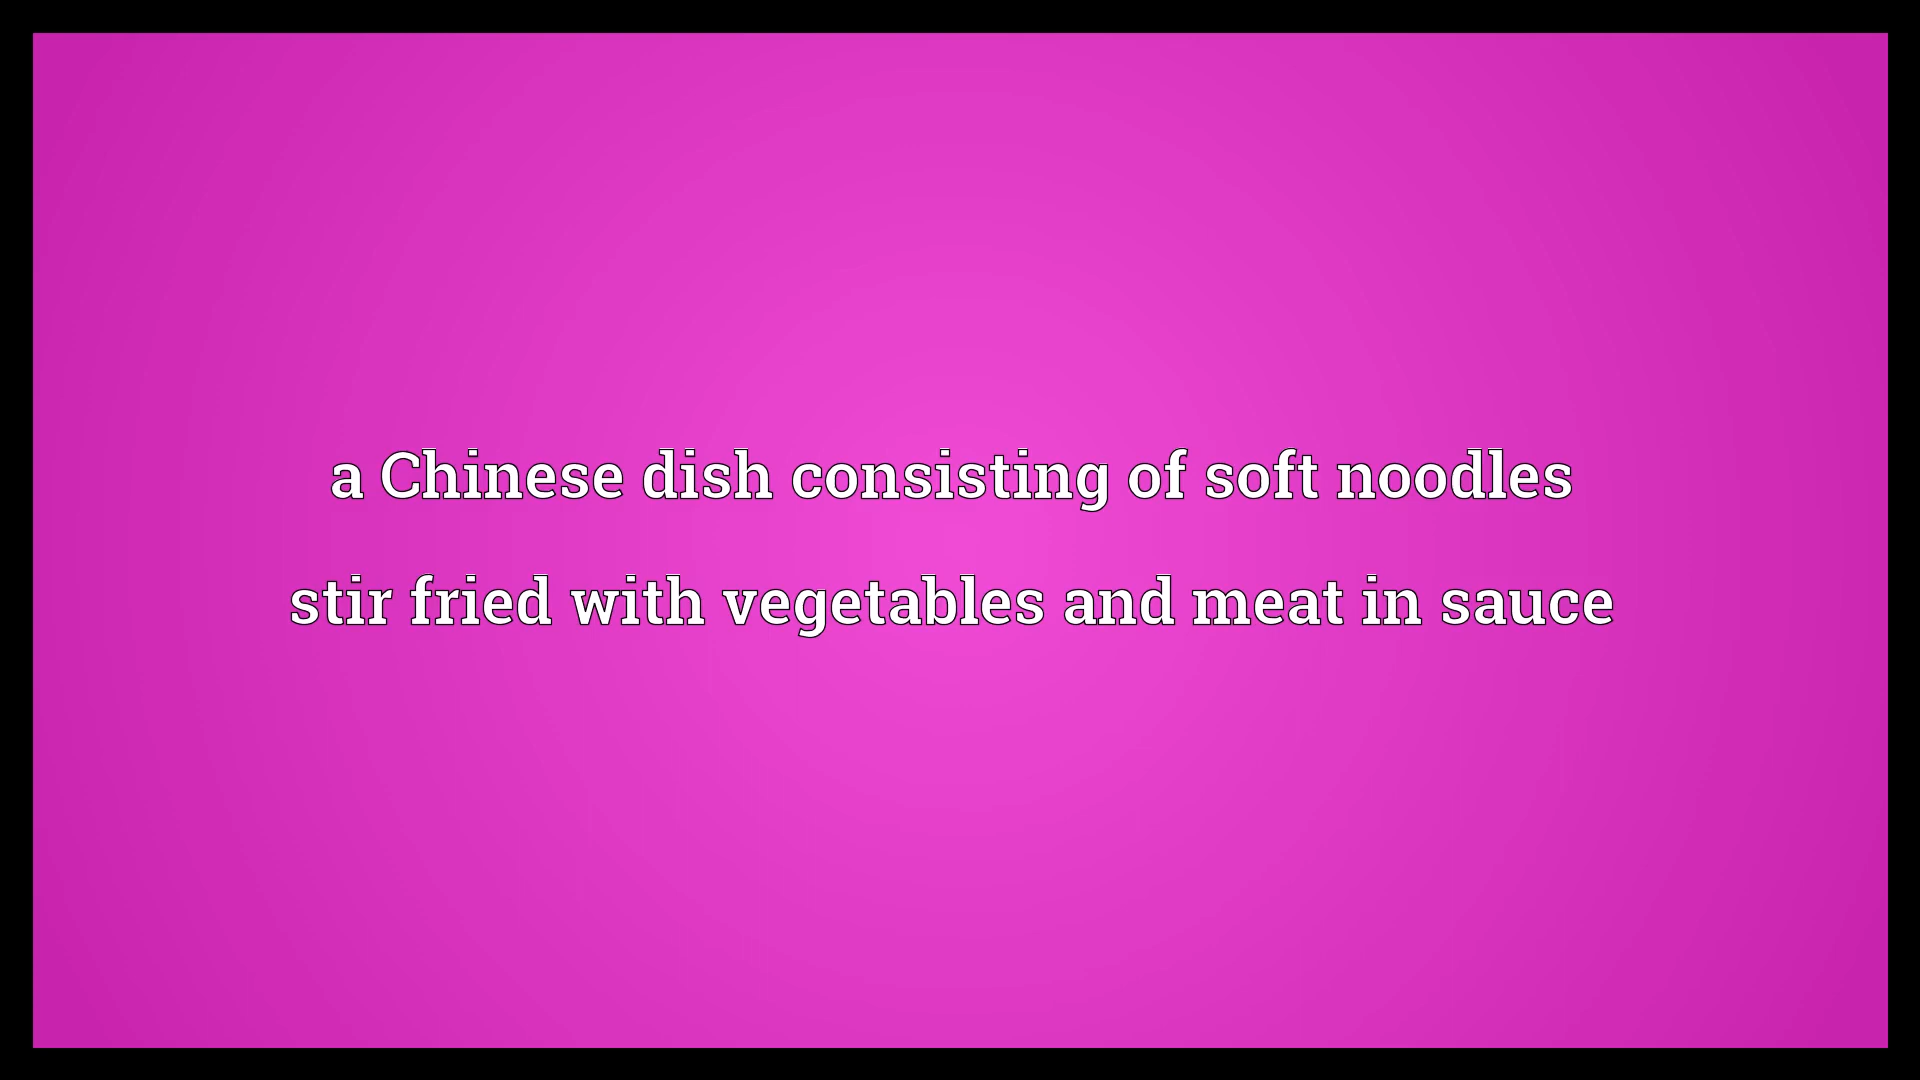 a Chinese dish consisting of soft noodles
stir fried with vegetables and meat in sauce